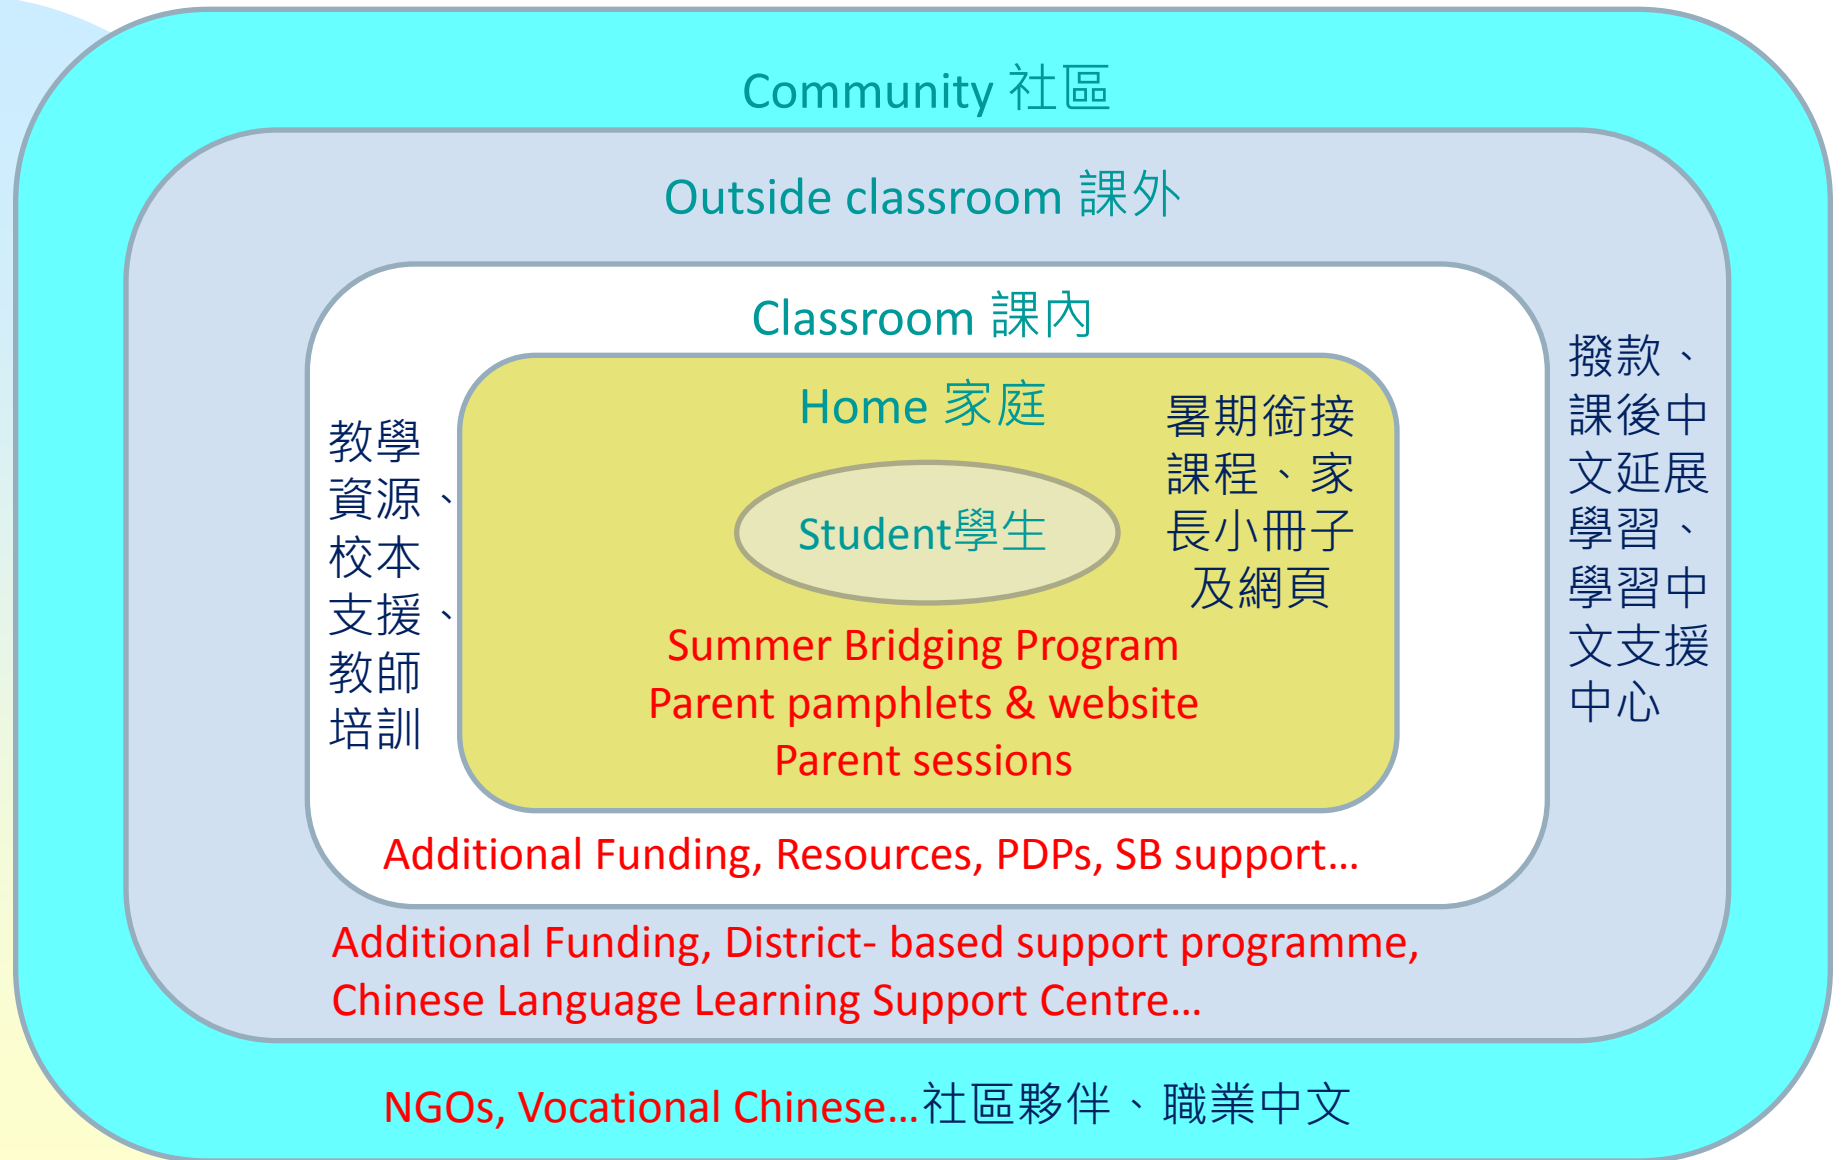 Community 社區
Outside classroom 課外
Classroom 課內
Home 家庭
Student學生
暑期銜接
課程、家
長小冊子
及網頁
Summer Bridging Program
Parent pamphlets & website
Parent sessions
教學
資源、
校本
支援、
教師
培訓
Additional Funding, Resources, PDPs, SB support...
撥款、
課後中
文延展
學習、
學習中
文支援
中心
Additional Funding, District- based support programme,
Chinese Language Learning Support Centre...
NGOs, Vocational Chinese...社區夥伴、職業中文